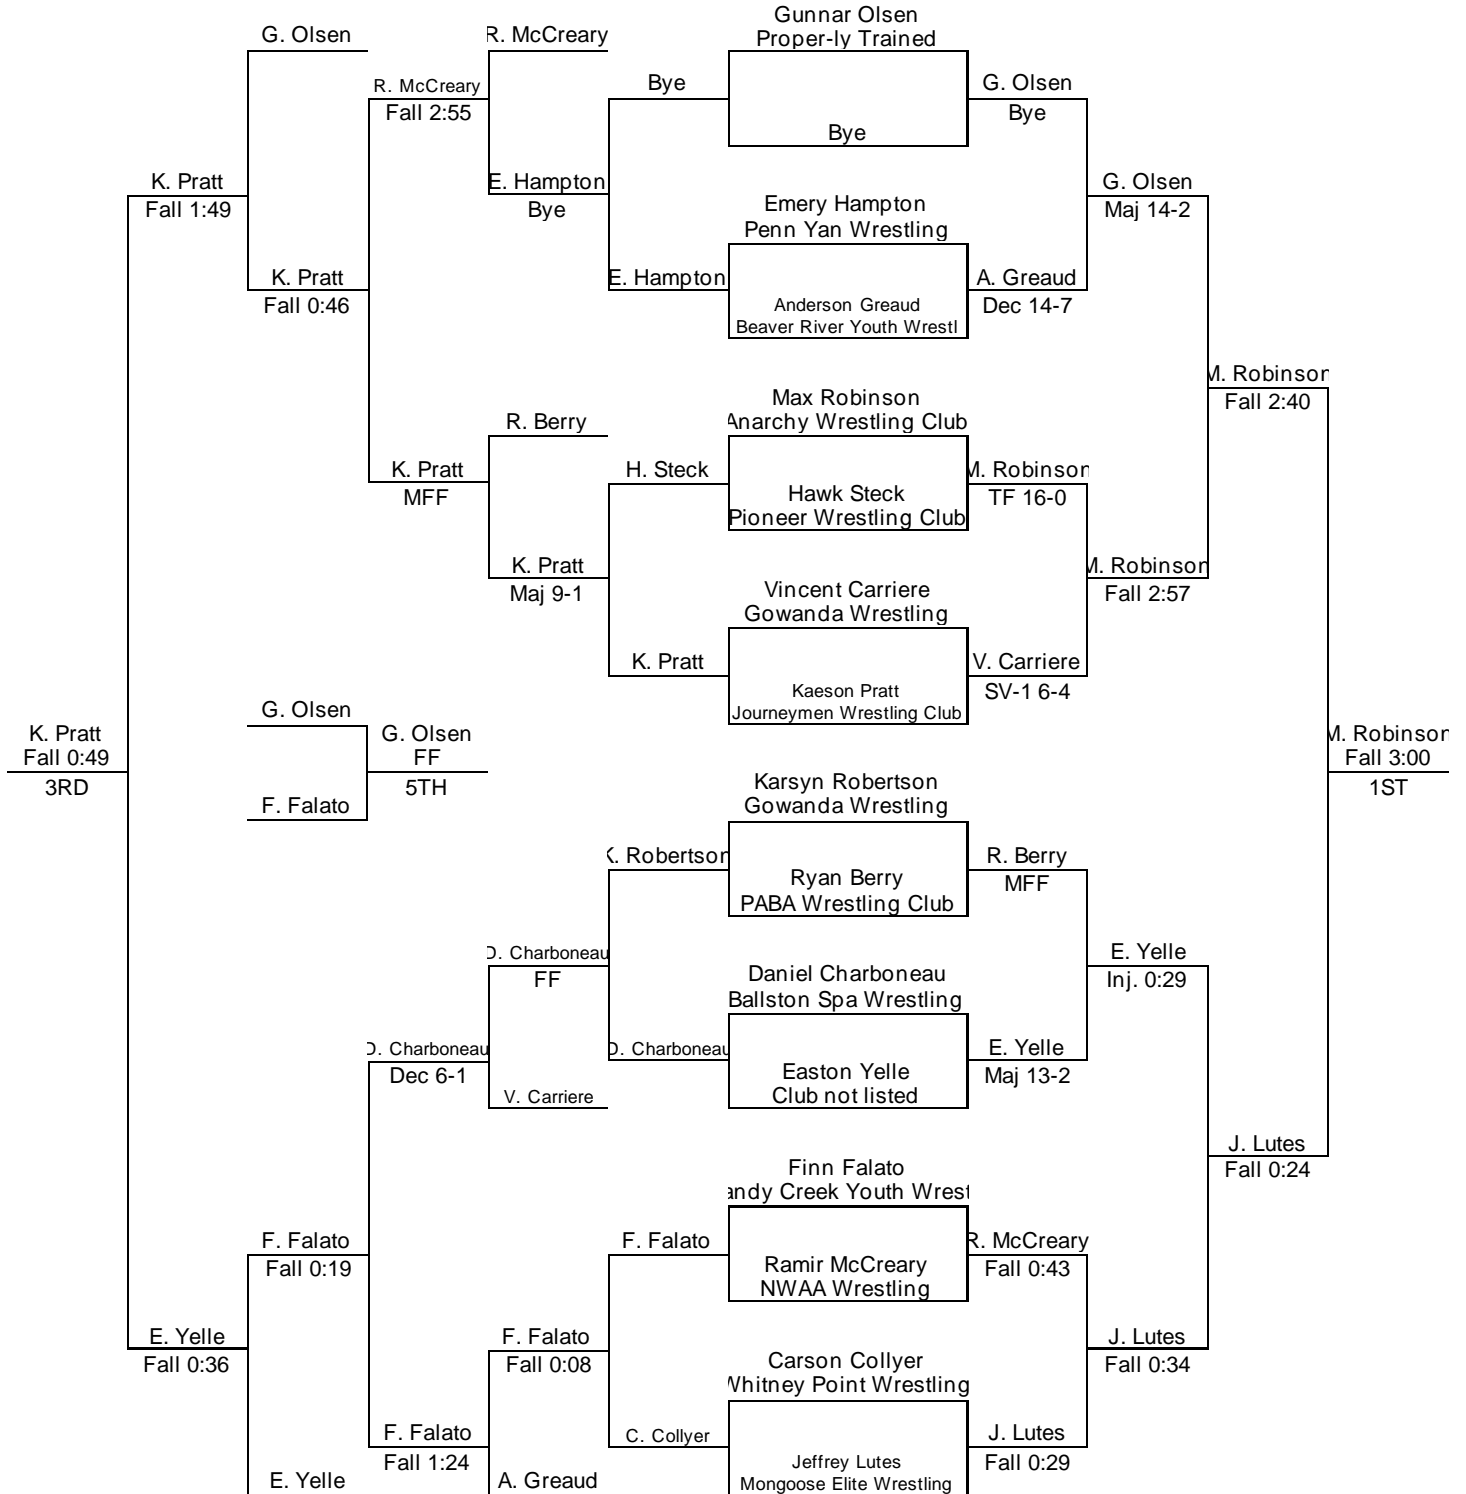 Gunnar Olsen
G. Olsen
R. McCreary
Proper-ly Trained
R. McCreary
Bye
G. Olsen
Fall 2:55
Bye
Bye
K. Pratt
E. Hampton
G. Olsen
Fall 1:49
Bye
Emery Hampton
Maj 14-2
Penn Yan Wrestling
K. Pratt
E. Hampton
A. Greaud
Fall 0:46
Anderson Greaud
Dec 14-7
Beaver River Youth Wrestl
M. Robinson
Max Robinson
Fall 2:40
R. Berry
Anarchy Wrestling Club
K. Pratt
H. Steck
M. Robinson
MFF
Hawk Steck
TF 16-0
Pioneer Wrestling Club
K. Pratt
M. Robinson
Maj 9-1
Vincent Carriere
Fall 2:57
Gowanda Wrestling
K. Pratt
V. Carriere
Kaeson Pratt
SV-1 6-4
G. Olsen
Journeymen Wrestling Club
K. Pratt
G. Olsen
M. Robinson
Fall 0:49
FF
Fall 3:00
3RD
5TH
Karsyn Robertson
1ST
F. Falato
Gowanda Wrestling
K. Robertson
R. Berry
Ryan Berry
MFF
PABA Wrestling Club
D. Charboneau
E. Yelle
FF
Daniel Charboneau
Inj. 0:29
Ballston Spa Wrestling
D. Charboneau
D. Charboneau
E. Yelle
Dec 6-1
Easton Yelle
Maj 13-2
V. Carriere
Club not listed
J. Lutes
Finn Falato
Fall 0:24
andy Creek Youth Wrest
F. Falato
F. Falato
R. McCreary
Fall 0:19
Ramir McCreary
Fall 0:43
NWAA Wrestling
E. Yelle
F. Falato
J. Lutes
Fall 0:36
Fall 0:08
Carson Collyer
Fall 0:34
Whitney Point Wrestling
F. Falato
C. Collyer
J. Lutes
Fall 1:24
Jeffrey Lutes
Fall 0:29
E. Yelle
A. Greaud
Mongoose Elite Wrestling